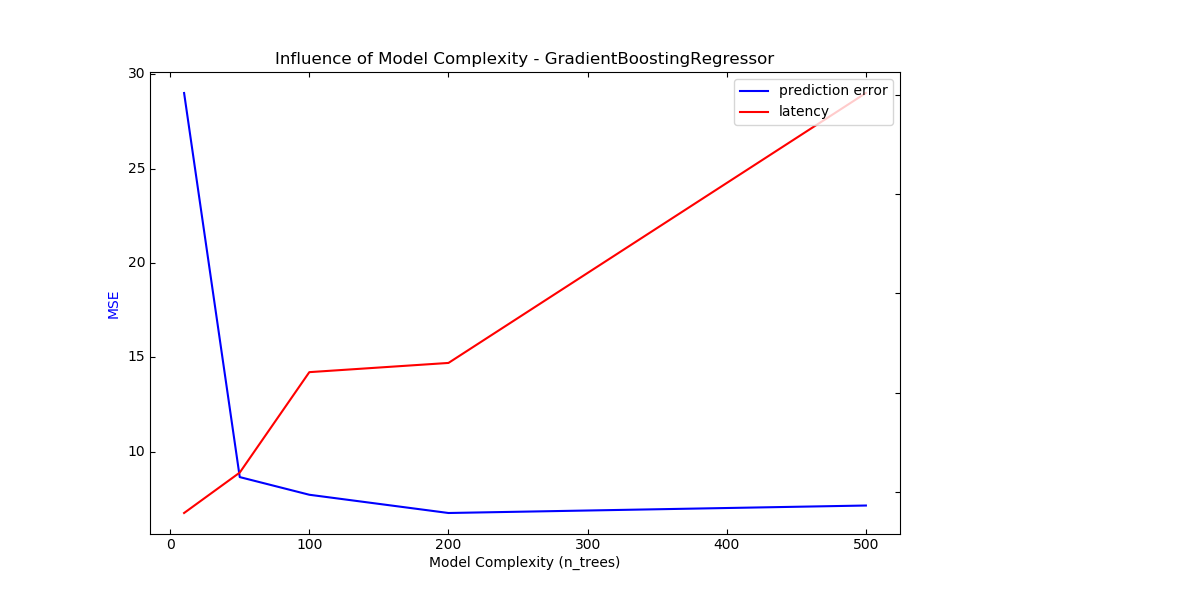 Influence of Model Complexity - GradientBoostingRegressor
prediction error
latency
30
25
20
15
10
MSE
0 100 200 300 400 500
Model Complexity (n_trees)